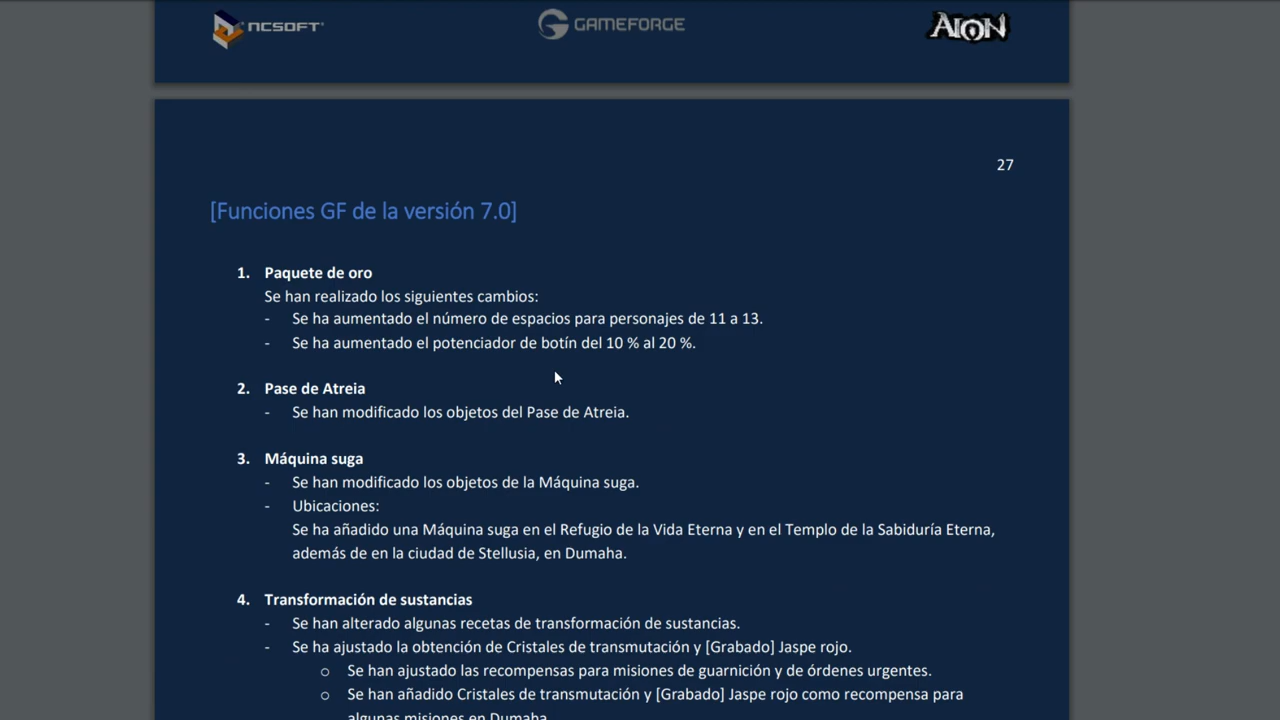 NCSOFT GAMEFORGE AION
27
[Funciones GF de la versión 7.0]
1. Paquete de oro
Se han realizado los siguientes cambios:
- Se ha aumentado el número de espacios para personajes de 11 a 13.
- Se ha aumentado el potenciador de botín del 10 % al 20 %.
2. Pase de Atreia
- Se han modificado los objetos del Pase de Atreia.
3. Máquina suga
- Se han modificado los objetos de la Máquina suga.
- Ubicaciones:
Se ha añadido una Máquina suga en el Refugio de la Vida Eterna y en el Templo de la Sabiduría Eterna,
además de en la ciudad de Stellusia, en Dumaha.
4. Transformación de sustancias
- Se han alterado algunas recetas de transformación de sustancias.
- Se ha ajustado la obtención de Cristales de transmutación y [Grabado] Jaspe rojo.
o Se han ajustado las recompensas para misiones de guarnición y de órdenes urgentes.
o Se han añadido Cristales de transmutación y [Grabado] Jaspe rojo como recompensa para
algunas misiones en Dumaha.